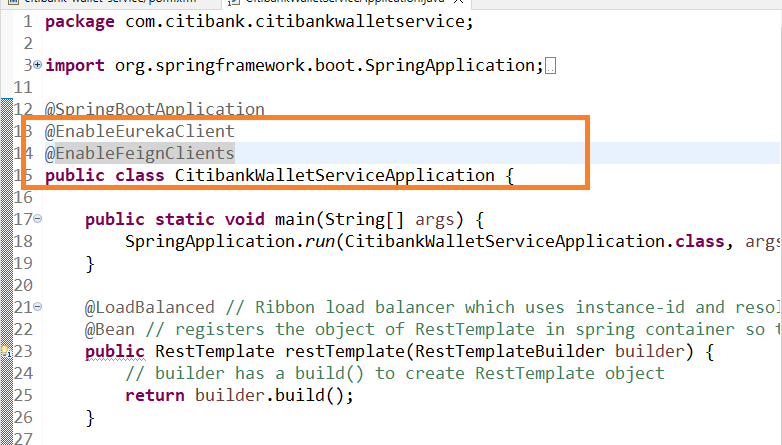 citibank-wallet-service/pom.xml CitibankWalletServiceApplication.java
1 package com.citibank.citibankwalletservice;
2
3 import org.springframework.boot.SpringApplication;
11
12 @SpringBootApplication
13 @EnableEurekaClient
14 @EnableFeignClients
15 public class CitibankWalletServiceApplication {
16
17 public static void main(String[] args) {
18 SpringApplication.run(CitibankWalletServiceApplication.class, args
19 }
20
21 @LoadBalanced // Ribbon load balancer which uses instance-id and resol
22 @Bean // registers the object of RestTemplate in spring container so t
23 public RestTemplate restTemplate(RestTemplateBuilder builder) {
24 // builder has a build() to create RestTemplate object
25 return builder.build();
26 }
27